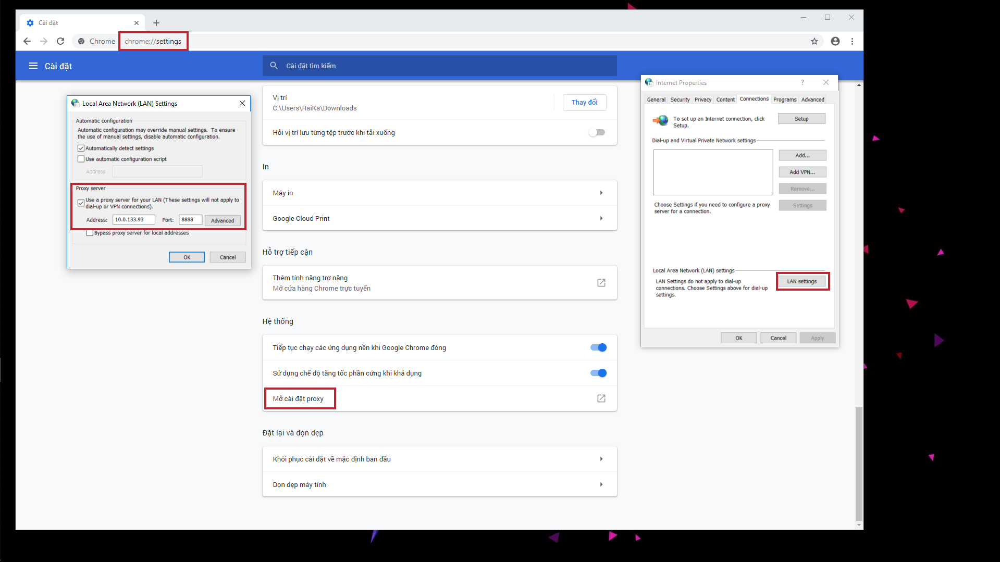 Cài đặt
Chrome
chrome://settings
Cài đặt
Cài đặt tìm kiếm
Local Area Network (LAN) Settings
Automatic configuration
Automatic configuration may override manual settings. To ensure
the use of manual settings, disable automatic configuration.
Automatically detect settings
Use automatic configuration script
Address
Proxy server
Use a proxy server for your LAN (These settings will not apply to
dial-up or VPN connections).
Address: 10.0.133.93 Port: 8888 Advanced
Bypass proxy server for local addresses
OK Cancel
Vị trí
C:\Users\RaiKa\Downloads
Thay đổi
Hỏi vị trí lưu từng tệp trước khi tải xuống
In
Máy in
Google Cloud Print
Hỗ trợ tiếp cận
Thêm tính năng trợ năng
Mở cửa hàng Chrome trực tuyến
Hệ thống
Tiếp tục chạy các ứng dụng nền khi Google Chrome đóng
Sử dụng chế độ tăng tốc phần cứng khi khả dụng
Mở cài đặt proxy
Đặt lại và dọn dẹp
Khôi phục cài đặt về mặc định ban đầu
Dọn dẹp máy tính
Internet Properties
?
General Security Privacy Content Connections Programs Advanced
To set up an Internet connection, click
Setup.
Setup
Dial-up and Virtual Private Network settings
Add...
Add VPN...
Remove...
Choose Settings if you need to configure a proxy
server for a connection.
Settings
Local Area Network (LAN) settings
LAN Settings do not apply to dial-up
connections. Choose Settings above for dial-up
settings.
LAN settings
OK Cancel Apply